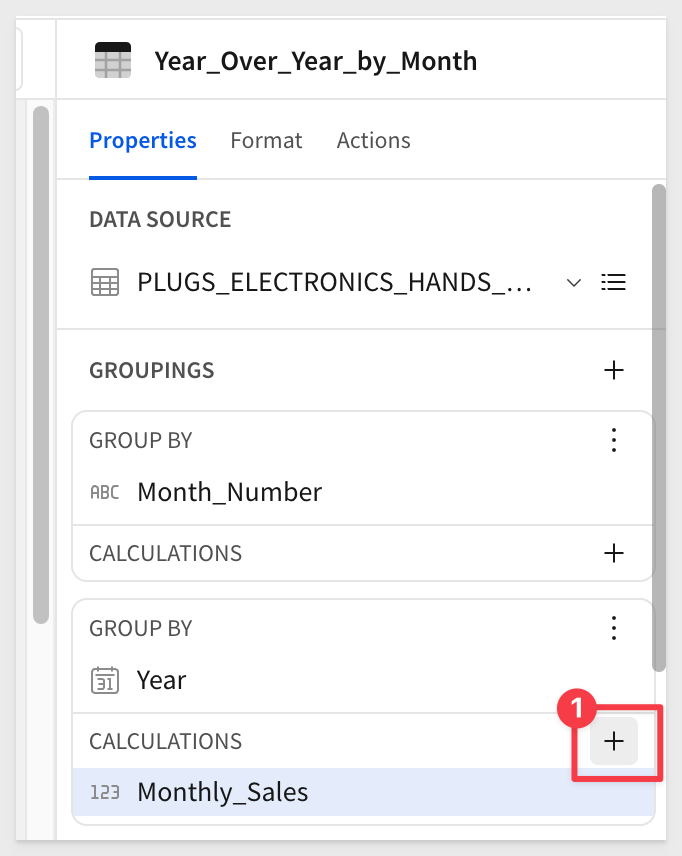 Year_Over_Year_by_Month
Properties Format Actions
DATA SOURCE
PLUGS_ELECTRONICS_HANDS_...
GROUPINGS
GROUP BY
ABC Month_Number
CALCULATIONS
GROUP BY
31 Year
1
CALCULATIONS
123 Monthly_Sales